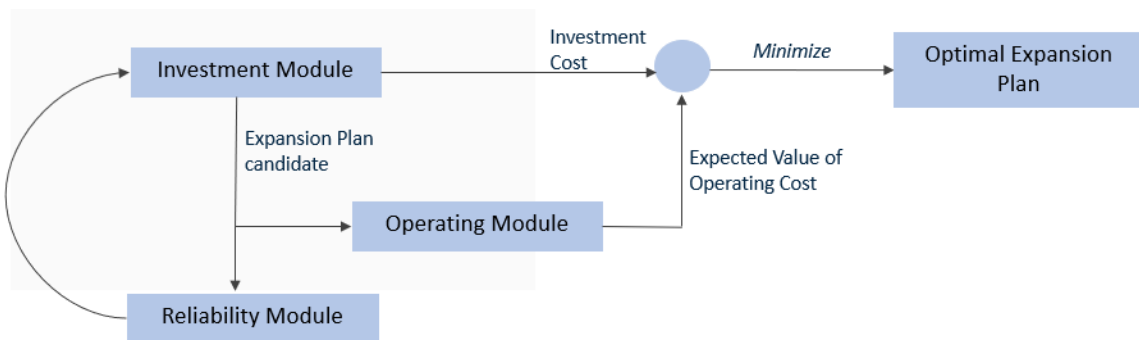 Investment Module
Investment
Cost
Minimize
Optimal Expansion
Plan
Expansion Plan
candidate
Expected Value of
Operating Cost
Operating Module
Reliability Module